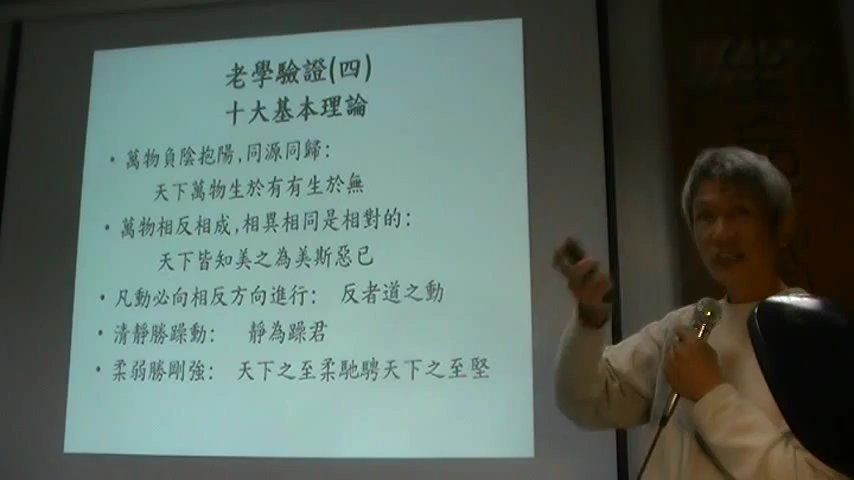 老學驗證(四)
十大基本理論
• 萬物負陰抱陽,同源同歸:
天下萬物生於有有生於無
• 萬物相反相成,相異相同是相對的:
天下皆知美之為美斯惡已
• 凡動必向相反方向進行: 反者道之動
• 清靜勝躁動: 靜為躁君
• 柔弱勝剛強: 天下之至柔馳騁天下之至堅